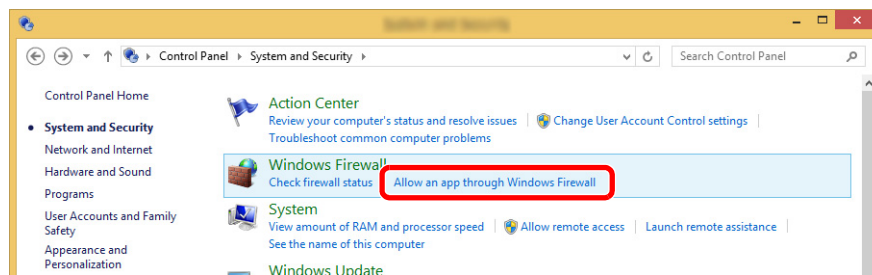 Control Panel System and Security
Search Control Panel
Control Panel Home
System and Security
Network and Internet
Hardware and Sound
Programs
User Accounts and Family
Safety
Appearance and
Personalization
Action Center
Review your computer's status and resolve issues Change User Account Control settings
Troubleshoot common computer problems
Windows Firewall
Check firewall status Allow an app through Windows Firewall
System
View amount of RAM and processor speed Allow remote access Launch remote assistance
See the name of this computer
Windows Update